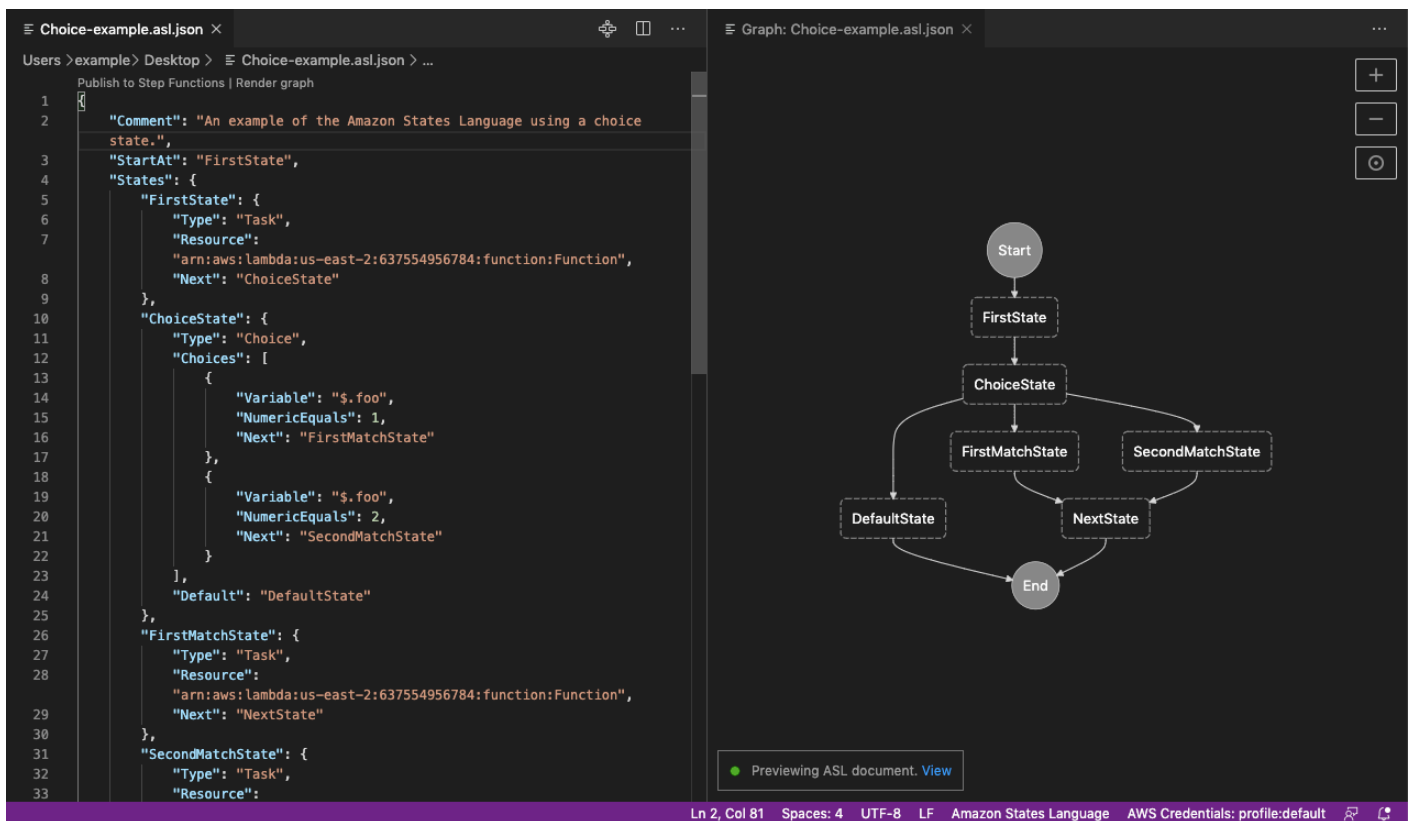 Choice-example.asl.json
Users > example > Desktop > Choice-example.asl.json > ...
Publish to Step Functions | Render graph
1 {
2 "Comment": "An example of the Amazon States Language using a choice
state.",
3 "StartAt": "FirstState",
4 "States": {
5 "FirstState": {
6 "Type": "Task",
7 "Resource":
"arn:aws:lambda:us-east-2:637554956784:function:Function",
8 "Next": "ChoiceState"
9 },
10 "ChoiceState": {
11 "Type": "Choice",
12 "Choices": [
13 {
14 "Variable": "$.foo",
15 "NumericEquals": 1,
16 "Next": "FirstMatchState"
17 },
18 {
19 "Variable": "$.foo",
20 "NumericEquals": 2,
21 "Next": "SecondMatchState"
22 }
23 ],
24 "Default": "DefaultState"
25 },
26 "FirstMatchState": {
27 "Type": "Task",
28 "Resource":
"arn:aws:lambda:us-east-2:637554956784:function:Function",
29 "Next": "NextState"
30 },
31 "SecondMatchState": {
32 "Type": "Task",
33 "Resource":
Graph: Choice-example.asl.json
Start
FirstState
ChoiceState
FirstMatchState
SecondMatchState
DefaultState
NextState
End
Previewing ASL document. View
Ln 2, Col 81 Spaces: 4 UTF-8 LF Amazon States Language AWS Credentials: profile:default